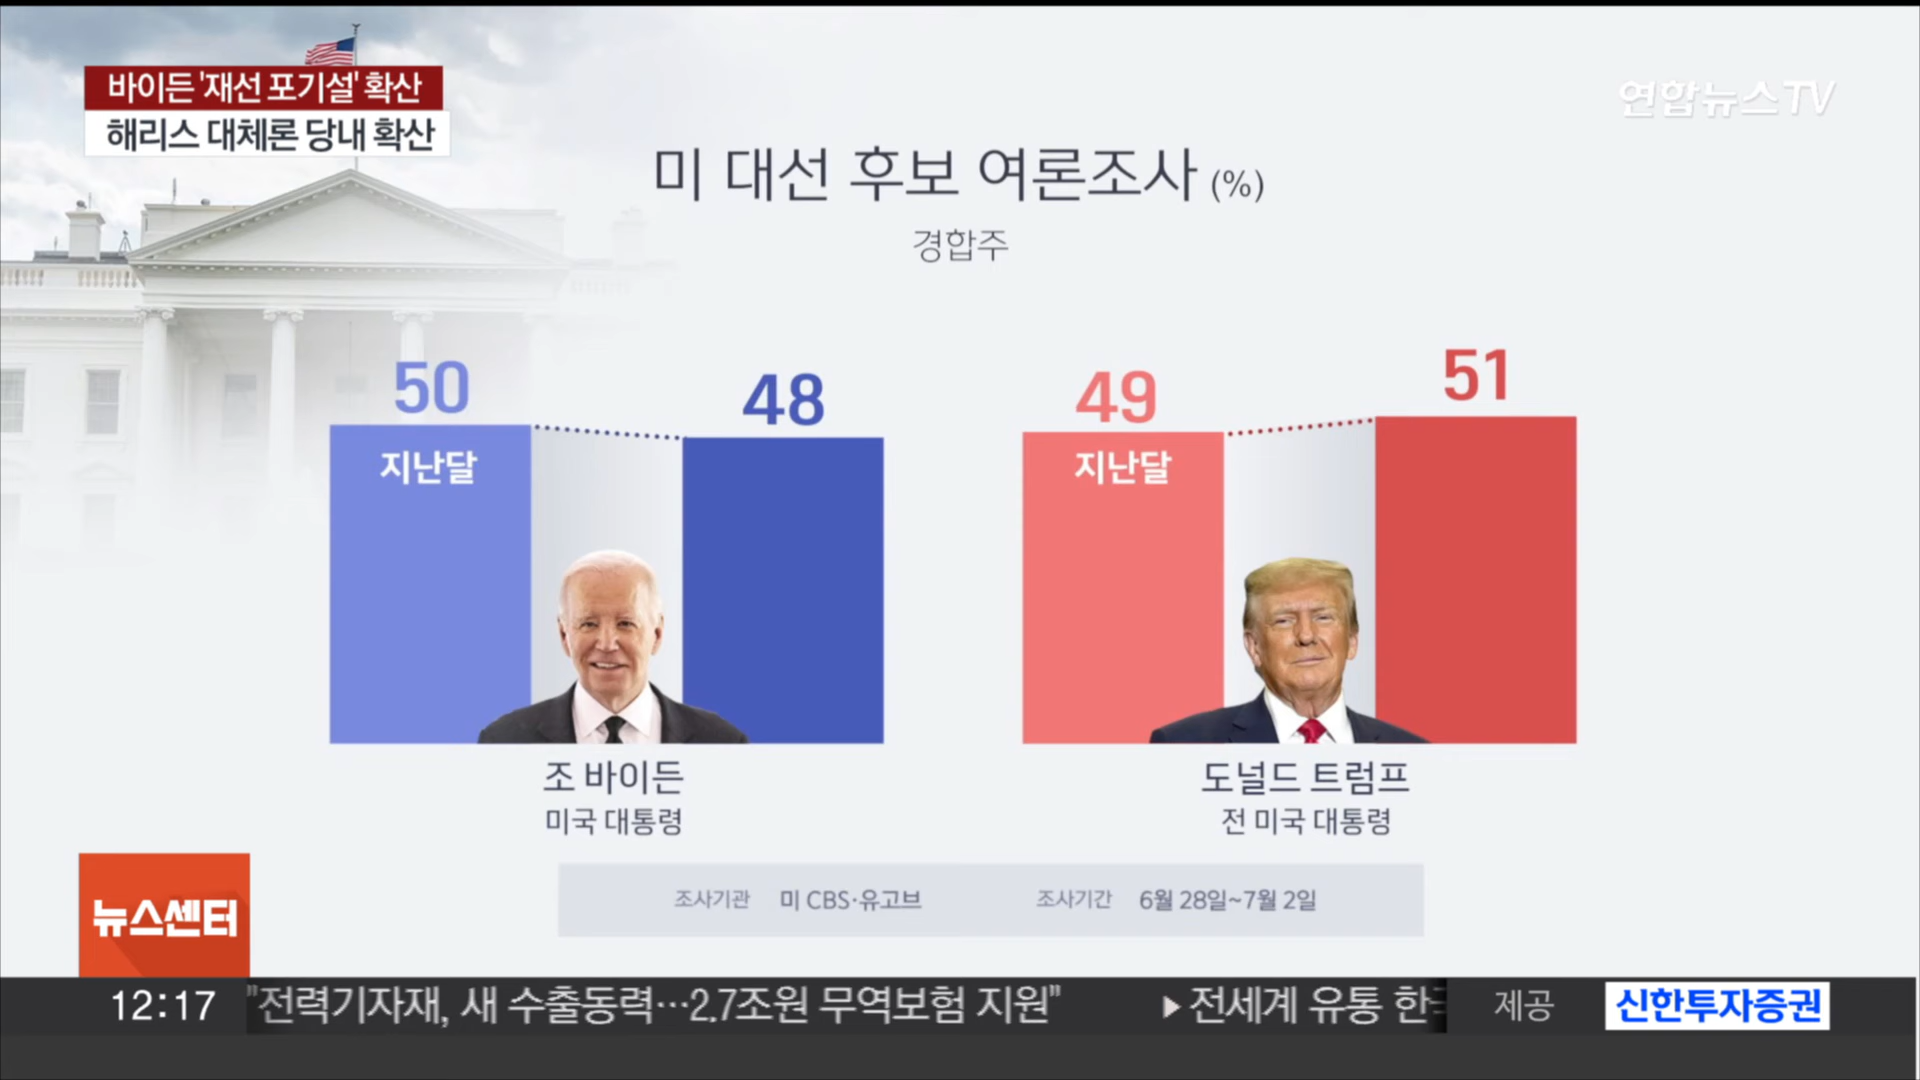 바이든 '재선 포기설' 확산
해리스 대체론 당내 확산
연합뉴스TV
미 대선 후보 여론조사 (%)
경합주
50
48
49
51
지난달
지난달
조 바이든
미국 대통령
도널드 트럼프
전 미국 대통령
조사기관 미 CBS·유고브 조사기간 6월 28일~7월 2일
뉴스센터
12:17 "전력기자재, 새 수출동력…2.7조원 무역보험 지원" ▶전세계 유통 한 제공 신한투자증권